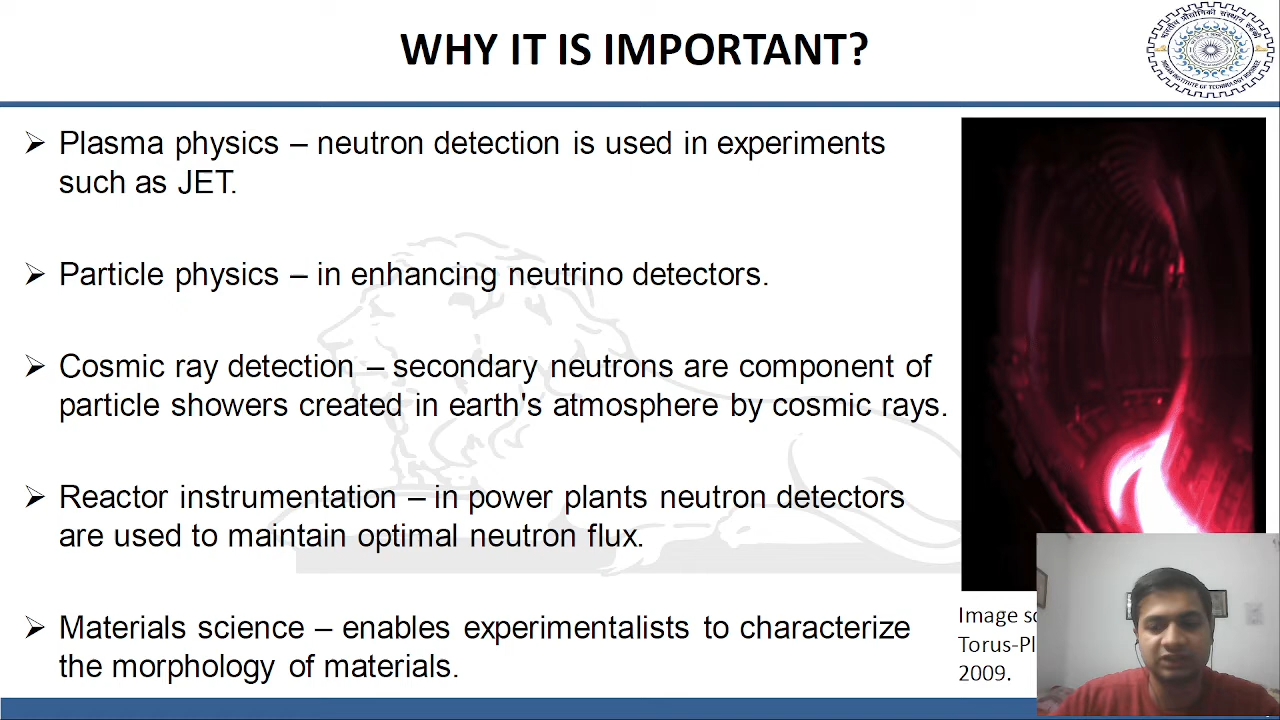 WHY IT IS IMPORTANT?
➢ Plasma physics – neutron detection is used in experiments
such as JET.
➢ Particle physics – in enhancing neutrino detectors.
➢ Cosmic ray detection – secondary neutrons are component of
particle showers created in earth's atmosphere by cosmic rays.
➢ Reactor instrumentation – in power plants neutron detectors
are used to maintain optimal neutron flux.
➢ Materials science – enables experimentalists to characterize
the morphology of materials.
Image
2009.